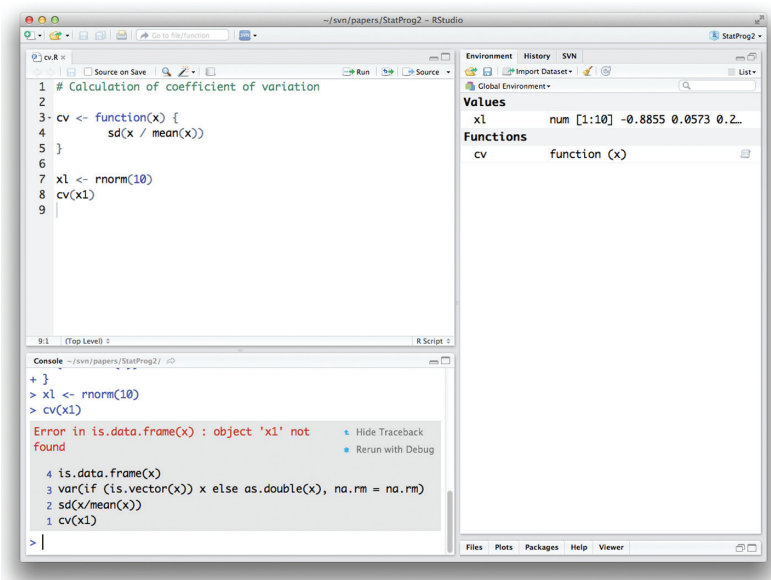 ~/svn/papers/StatProg2 - RStudio
Go to file/function
SVN
StatProg2
cv.R
Source on Save
Run
Source
1 # Calculation of coefficient of variation
2
3 cv <- function(x) {
4 sd(x / mean(x))
5 }
6
7 xl <- rnorm(10)
8 cv(x1)
9
9:1 (Top Level) R Script
Console ~/svn/papers/StatProg2/
+ }
> xl <- rnorm(10)
> cv(x1)
Error in is.data.frame(x) : object 'x1' not
found
Hide Traceback
Rerun with Debug
4 is.data.frame(x)
3 var(if (is.vector(x)) x else as.double(x), na.rm = na.rm)
2 sd(x/mean(x))
1 cv(x1)
>
Environment History SVN
Import Dataset List
Global Environment
Values
xl num [1:10] -0.8855 0.0573 0.2…
Functions
cv function (x)
Files Plots Packages Help Viewer